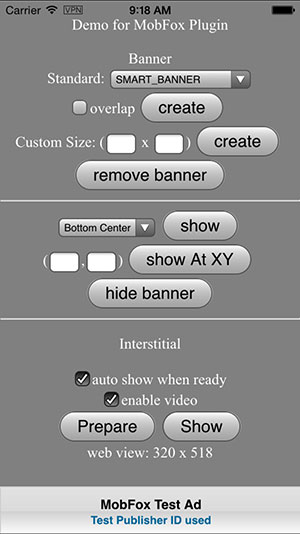 Carrier VPN 9:18 AM
Demo for MobFox Plugin
Banner
Standard: SMART_BANNER
overlap create
Custom Size: ( x ) create
remove banner
Bottom Center show
( , ) show At XY
hide banner
Interstitial
auto show when ready
enable video
Prepare Show
web view: 320 x 518
MobFox Test Ad
Test Publisher ID used